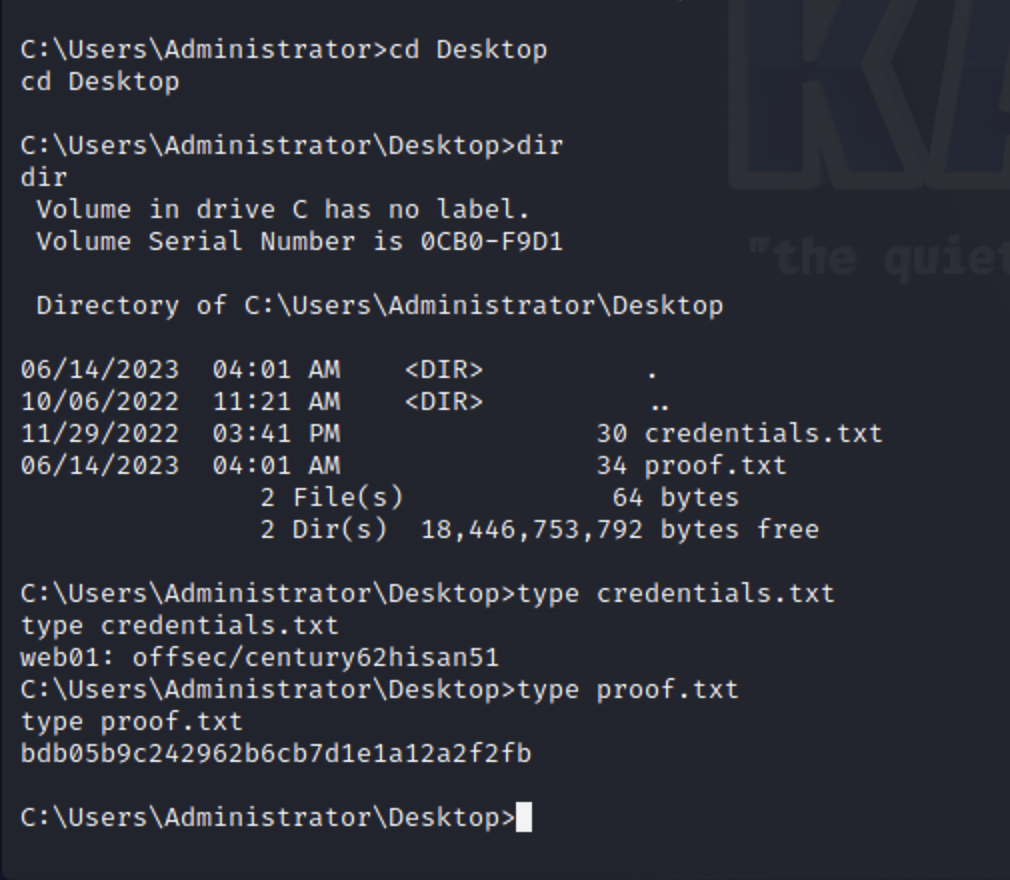 C:\Users\Administrator>cd Desktop
cd Desktop
C:\Users\Administrator\Desktop>dir
dir
Volume in drive C has no label.
Volume Serial Number is 0CB0-F9D1
Directory of C:\Users\Administrator\Desktop
06/14/2023  04:01 AM    <DIR>          .
10/06/2022  11:21 AM    <DIR>          ..
11/29/2022  03:41 PM                30 credentials.txt
06/14/2023  04:01 AM                34 proof.txt
2 File(s)             64 bytes
2 Dir(s)  18,446,753,792 bytes free
C:\Users\Administrator\Desktop>type credentials.txt
type credentials.txt
web01: offsec/century62hisan51
C:\Users\Administrator\Desktop>type proof.txt
type proof.txt
bdb05b9c242962b6cb7d1e1a12a2f2fb
C:\Users\Administrator\Desktop>
KA
"the quiet